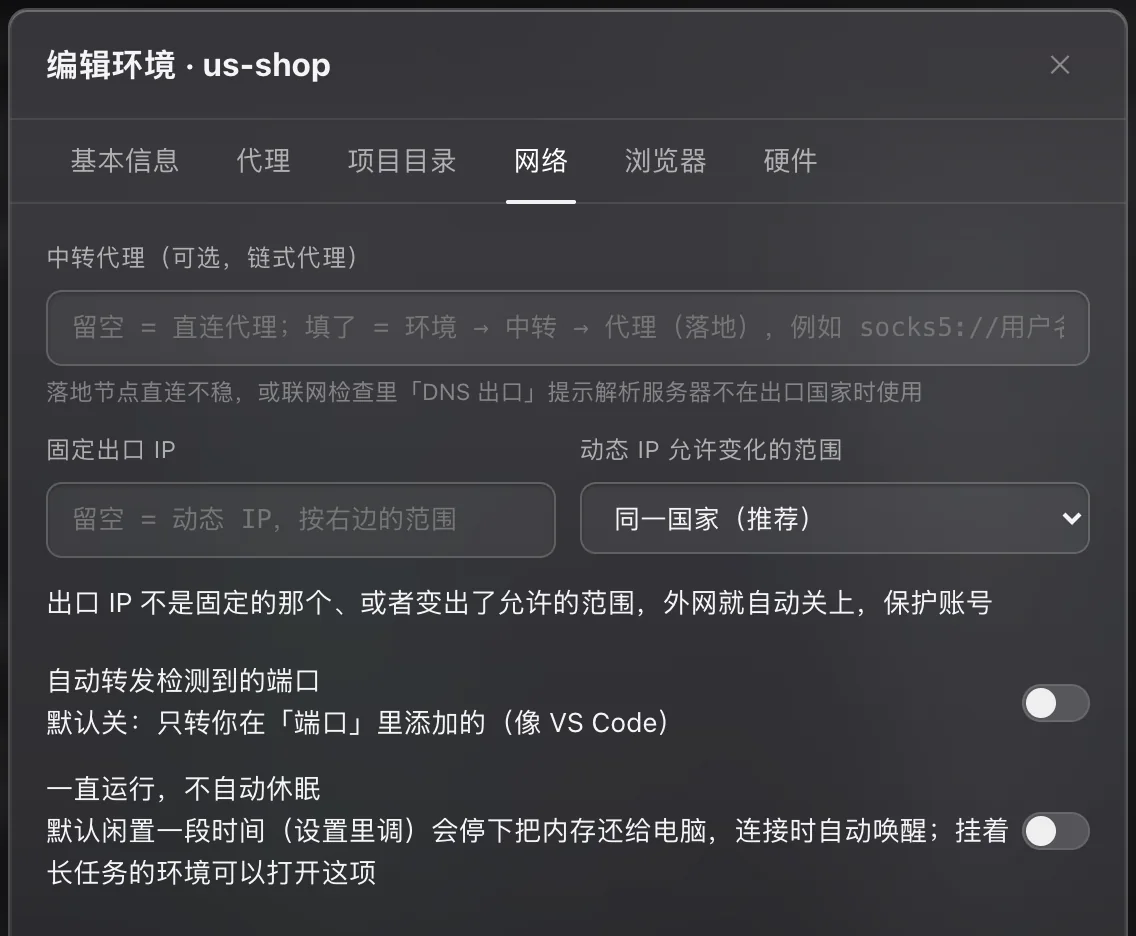 编辑环境 · us-shop
基本信息 代理 项目目录 网络 浏览器 硬件
中转代理（可选，链式代理）
留空 = 直连代理；填了 = 环境 → 中转 → 代理（落地），例如 socks5://用户
落地节点直连不稳，或联网检查里「DNS 出口」提示解析服务器不在出口国家时使用
固定出口 IP 动态 IP 允许变化的范围
留空 = 动态 IP，按右边的范围 同一国家（推荐）
出口 IP 不是固定的那个、或者变出了允许的范围，外网就自动关上，保护账号
自动转发检测到的端口
默认关：只转你在「端口」里添加的（像 VS Code）
一直运行，不自动休眠
默认闲置一段时间（设置里调）会停下把内存还给电脑，连接时自动唤醒；挂着
长任务的环境可以打开这项